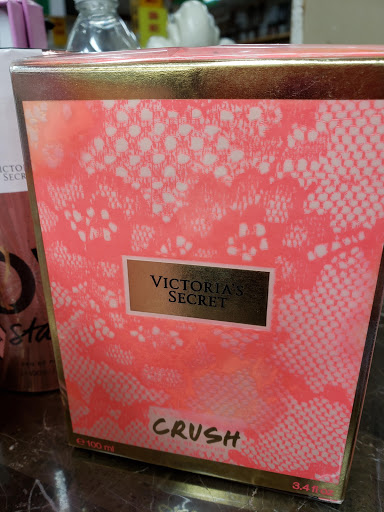 VICTORIA'S
SECRET
CRUSH
e 100 ml
3.4 fl